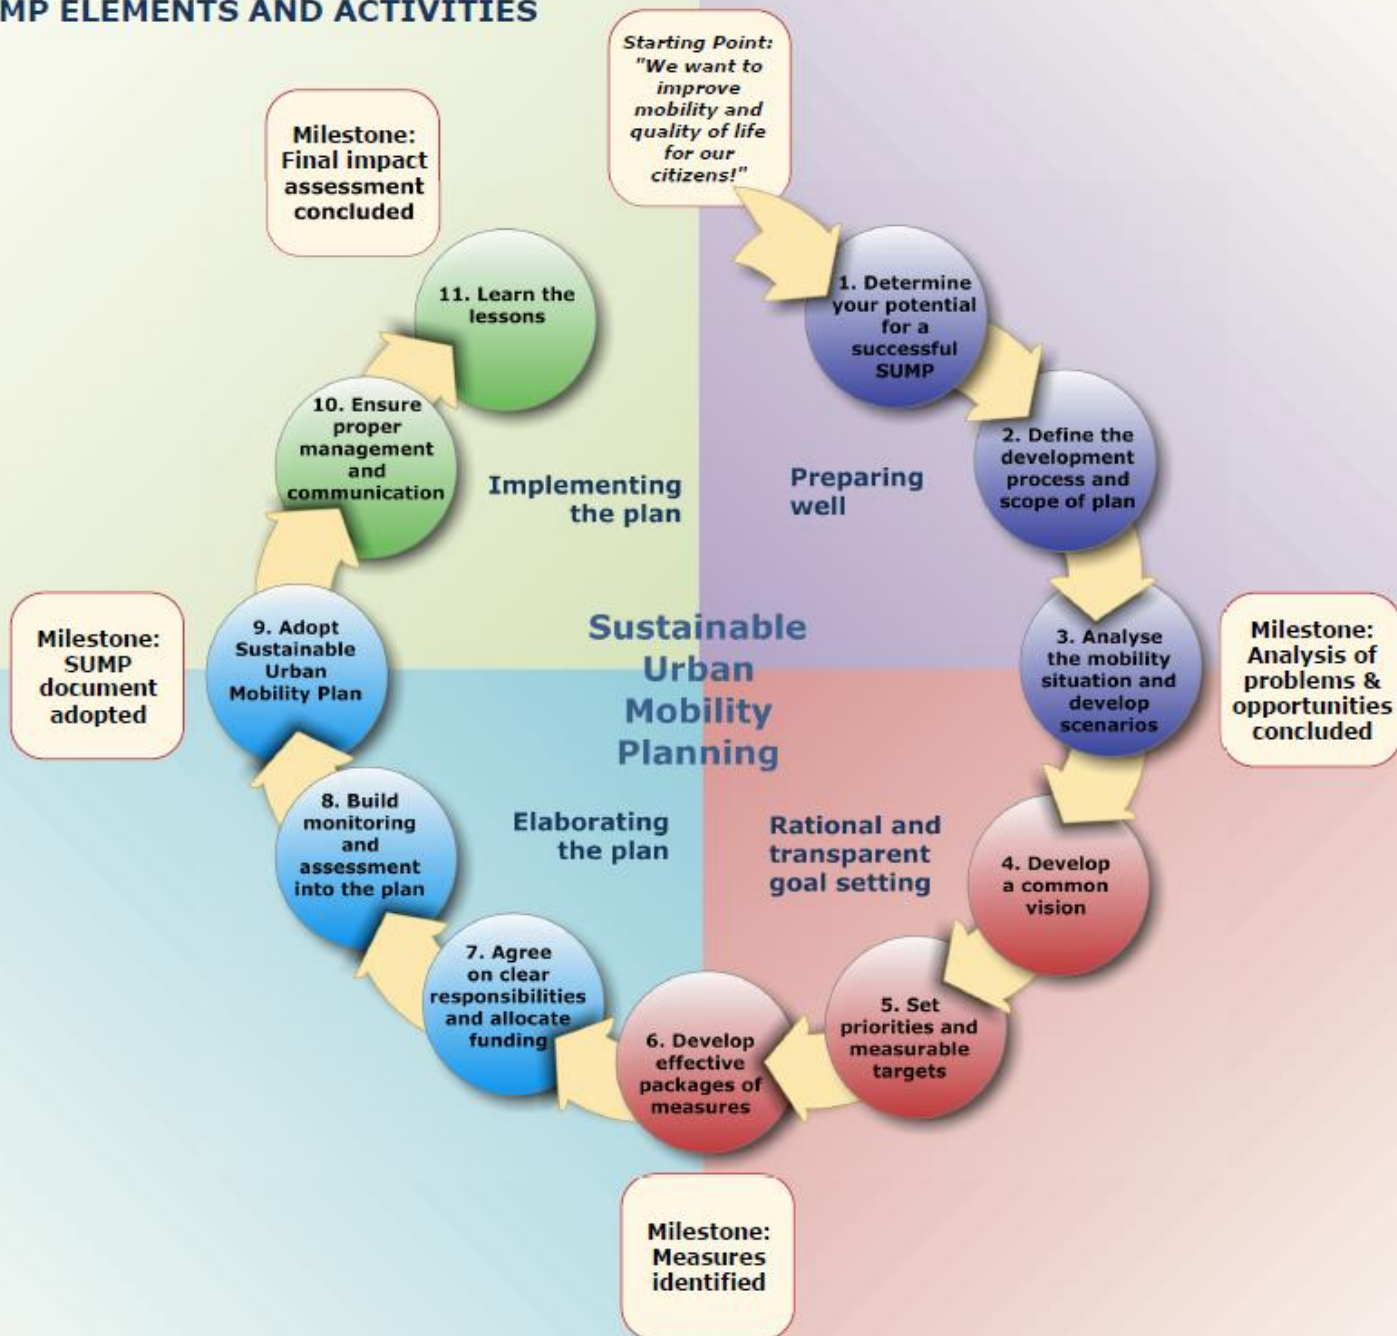 MP ELEMENTS AND ACTIVITIES
Starting Point:
"We want to
improve
mobility and
quality of life
for our
citizens!"
Milestone:
Final impact
assessment
concluded
1. Determine
your potential
for a
successful
SUMP
2. Define the
development
process and
scope of plan
Preparing
well
3. Analyse
the mobility
situation and
develop
scenarios
Milestone:
Analysis of
problems &
opportunities
concluded
4. Develop
a common
vision
Rational and
transparent
goal setting
5. Set
priorities and
measurable
targets
6. Develop
effective
packages of
measures
Milestone:
Measures
identified
7. Agree
on clear
responsibilities
and allocate
funding
Elaborating
the plan
8. Build
monitoring
and
assessment
into the plan
9. Adopt
Sustainable
Urban
Mobility Plan
Milestone:
SUMP
document
adopted
10. Ensure
proper
management
and
communication
Implementing
the plan
11. Learn the
lessons
Sustainable
Urban
Mobility
Planning